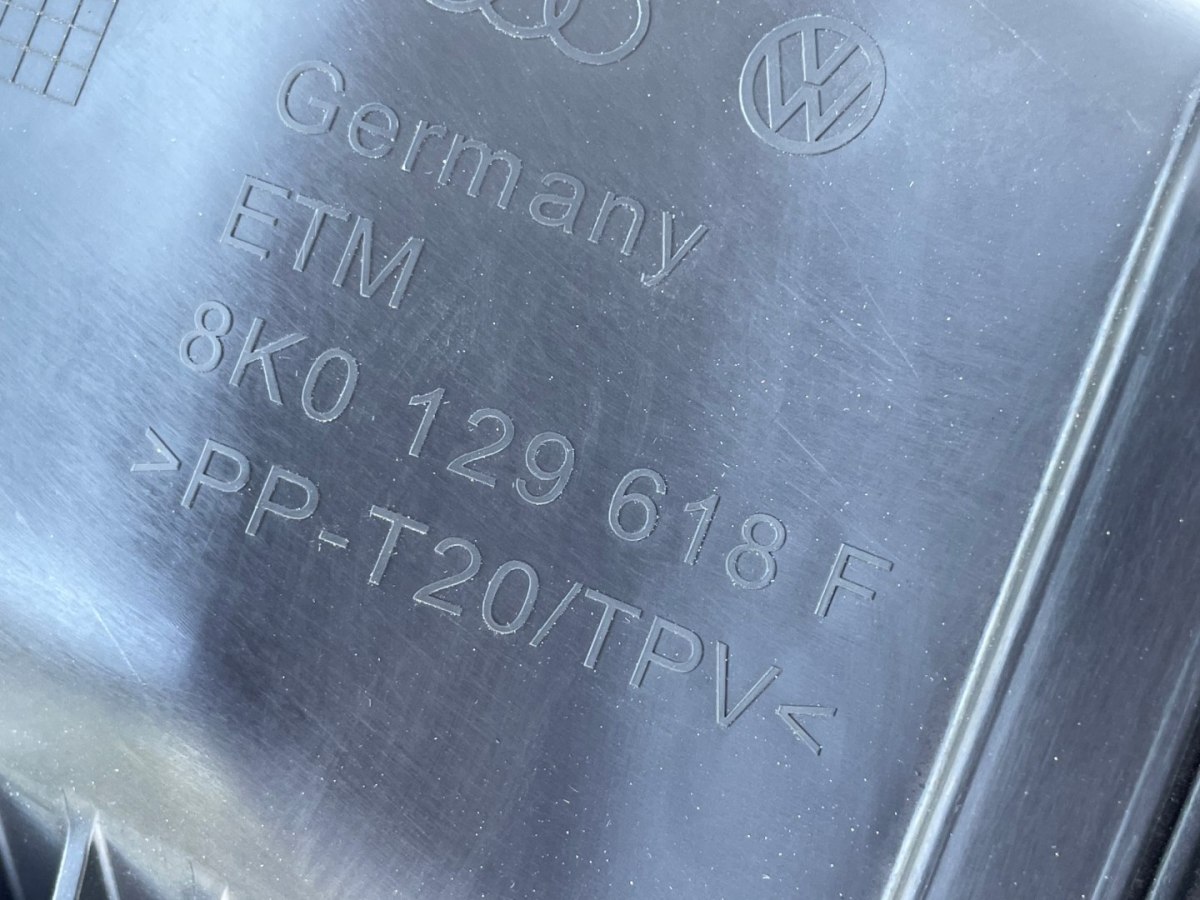 Germany
ETM
8K0 129 618 F
>PP-T20/TPV<